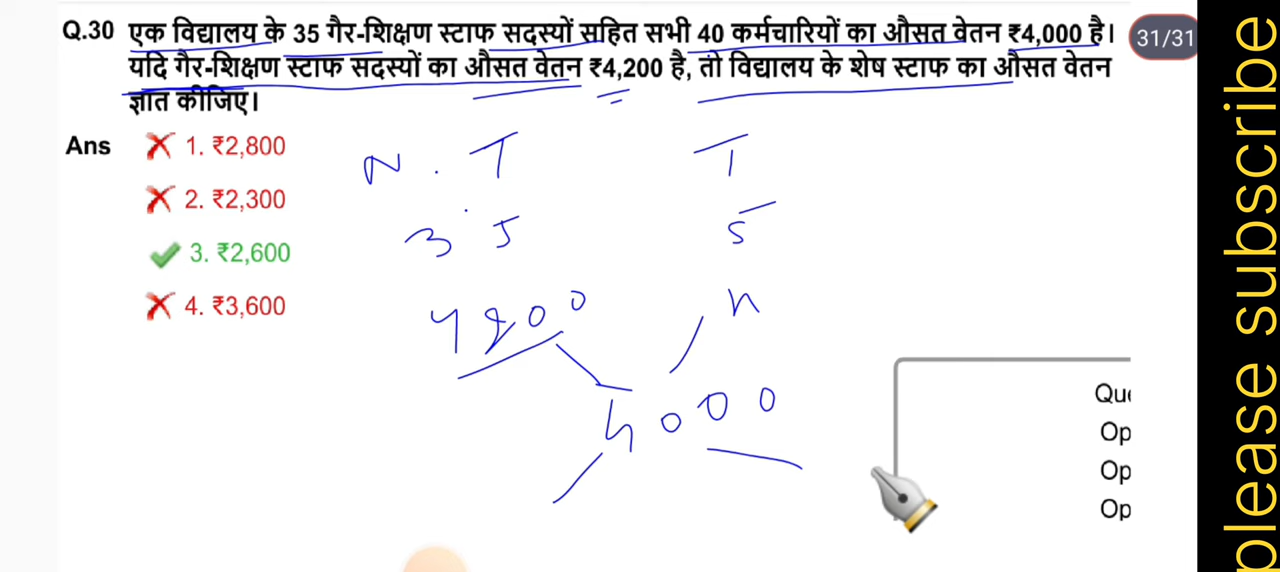 Q.30 एक विद्यालय के 35 गैर-शिक्षण स्टाफ सदस्यों सहित सभी 40 कर्मचारियों का औसत वेतन ₹4,000 है।
यदि गैर-शिक्षण स्टाफ सदस्यों का औसत वेतन ₹4,200 है, तो विद्यालय के शेष स्टाफ का औसत वेतन
ज्ञात कीजिए।
31/31
Ans 1. ₹2,800
2. ₹2,300
3. ₹2,600
4. ₹3,600
N.T T
35 5
4200 n
4000
Que
Op
Op
Op
please subscribe